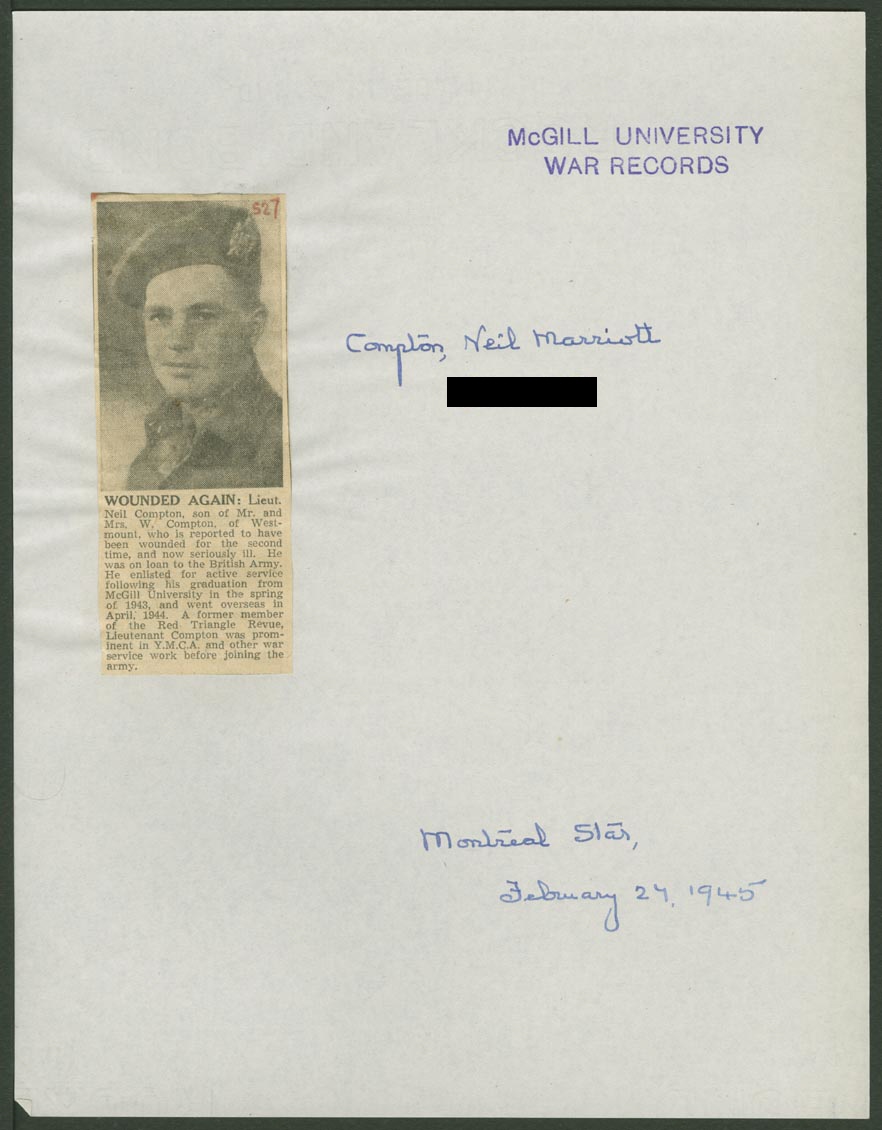 McGILL UNIVERSITY
WAR RECORDS
527
Compton, Neil Marriott
WOUNDED AGAIN: Lieut.
Neil Compton, son of Mr. and
Mrs. W. Compton, of West-
mount, who is reported to have
been wounded for the second
time, and now seriously ill. He
was on loan to the British Army.
He enlisted for active service
following his graduation from
McGill University in the spring
of 1943, and went overseas in
April, 1944. A former member
of the Red Triangle Revue,
Lieutenant Compton was prom-
inent in Y.M.C.A. and other war
service work before joining the
army.
Montreal Star,
February 27, 1945